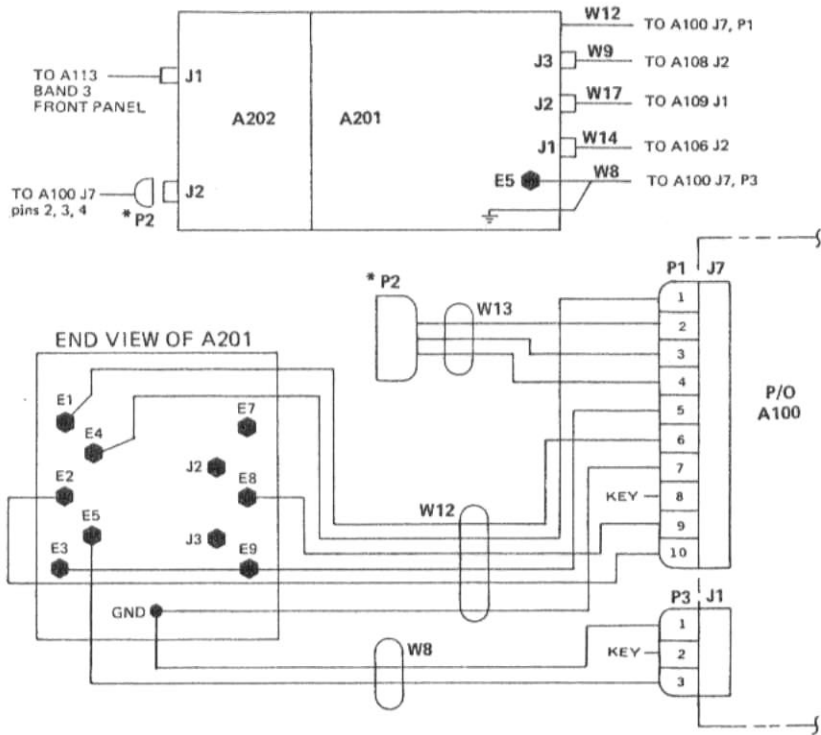 W12
TO A100 J7, P1
TO A113
BAND 3
FRONT PANEL
J1
J3
W9
TO A108 J2
A202
A201
J2
W17
TO A109 J1
J1
W14
TO A106 J2
TO A100 J7
pins 2, 3, 4
* P2
J2
E5
W8
TO A100 J7, P3
P1
J7
* P2
W13
1
2
3
4
5
6
7
KEY
8
9
10
P/O
A100
END VIEW OF A201
E1
E4
E7
J2
E2
E8
E5
J3
E3
E9
W12
GND
W8
P3
J1
1
KEY
2
3